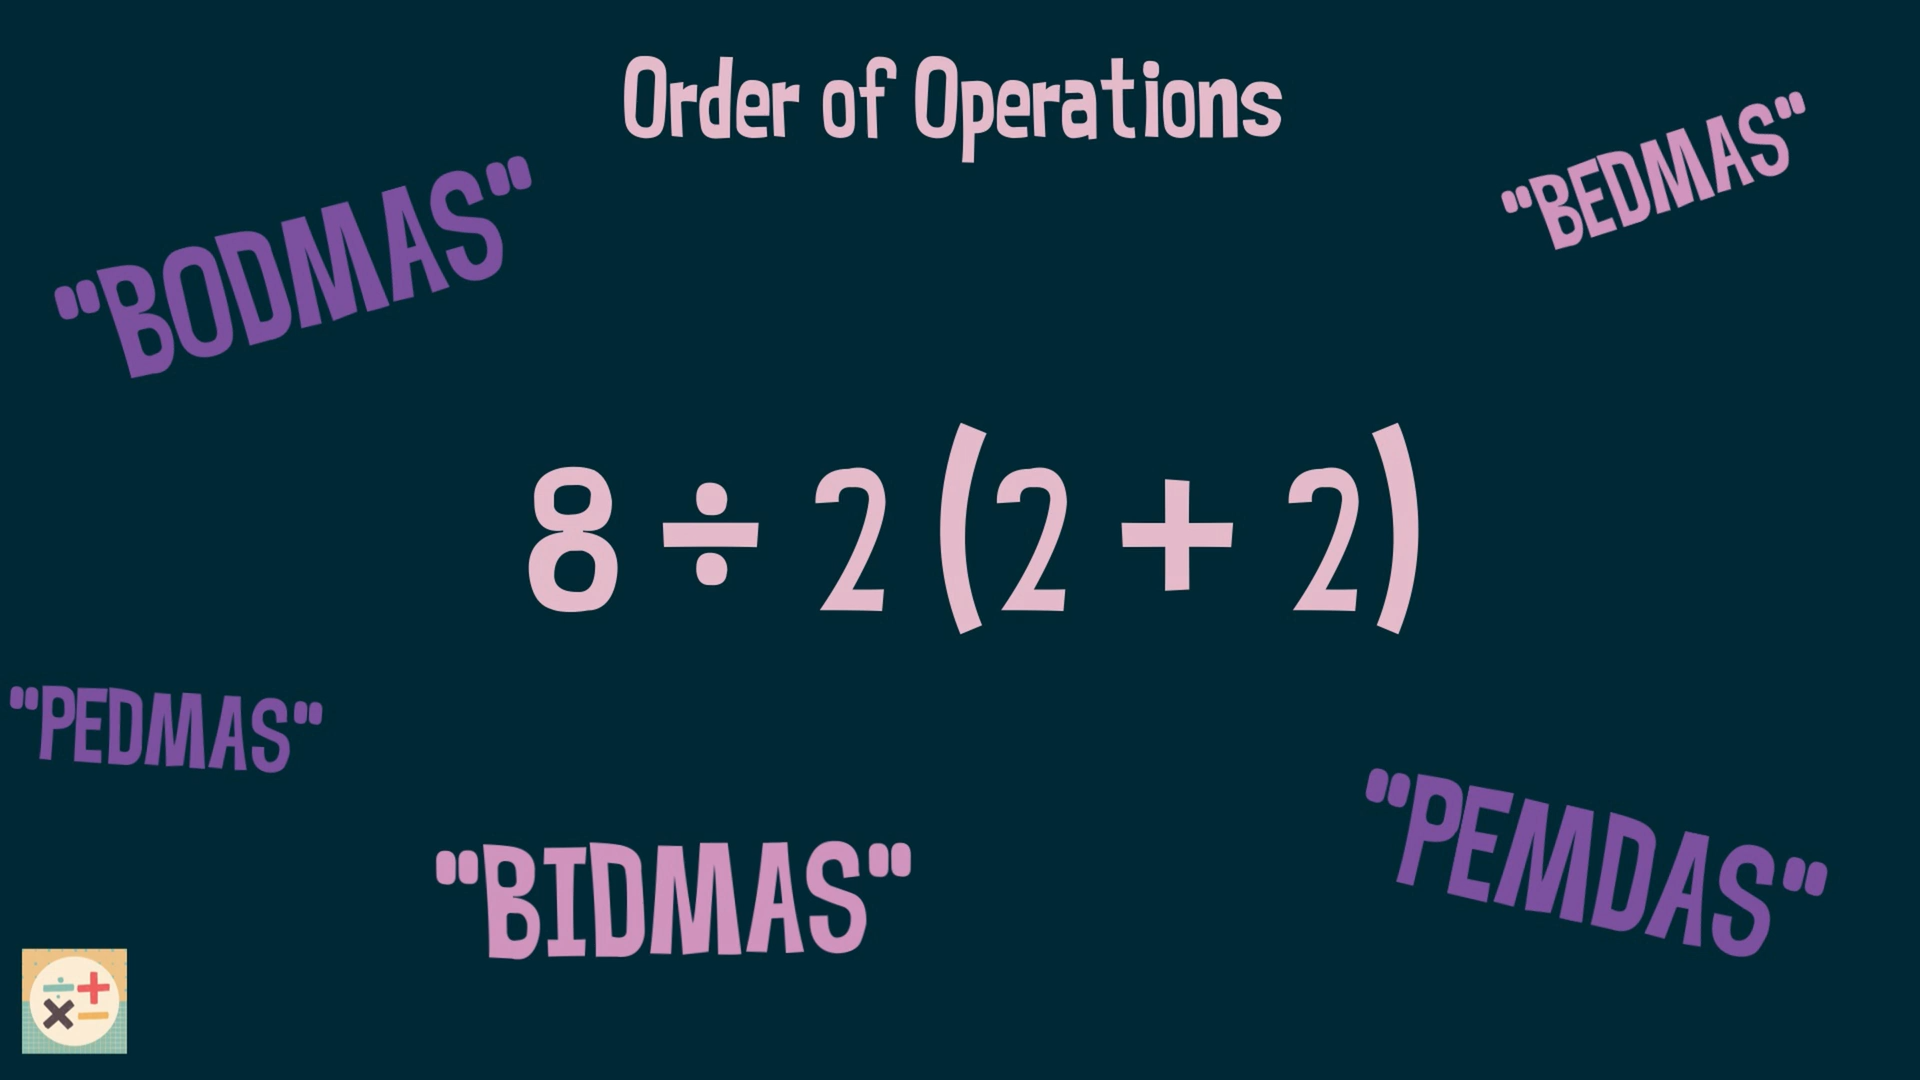 Order of Operations
"BODMAS"
"BEDMAS"
8 ÷ 2 (2 + 2)
"PEDMAS"
"BIDMAS"
"PEMDAS"